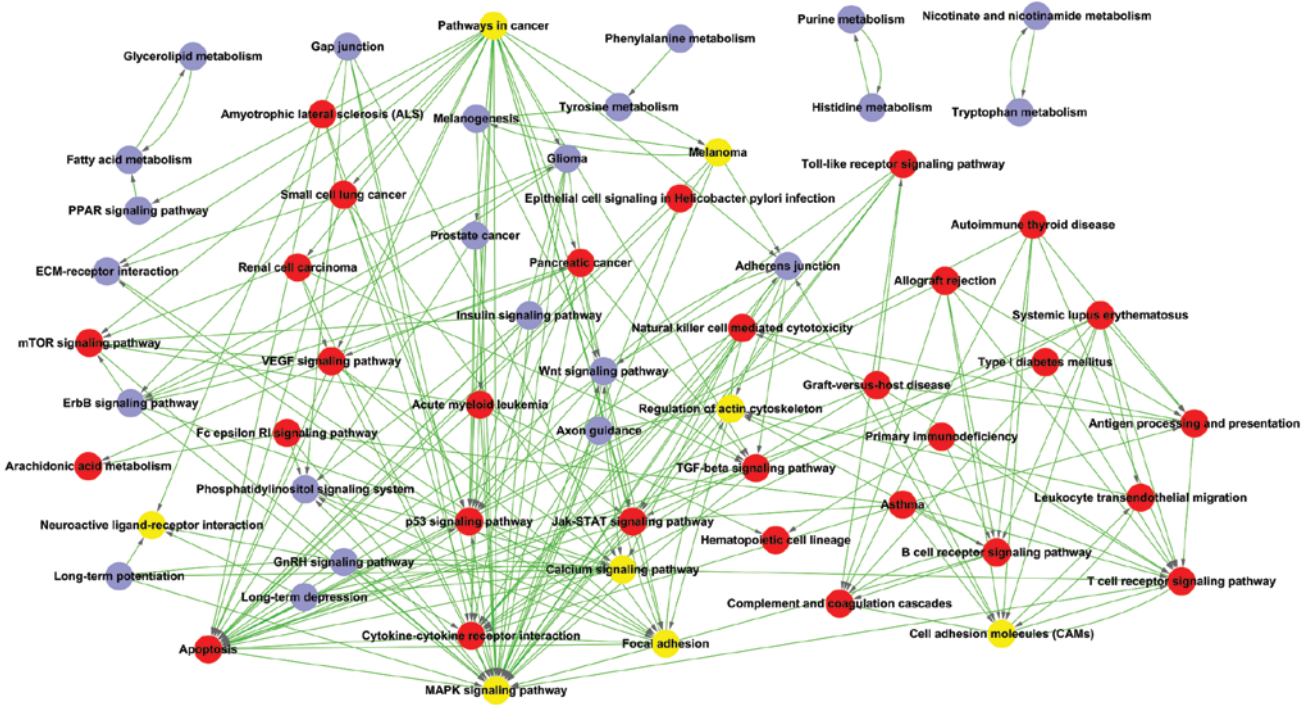 Pathways in cancer
Purine metabolism
Nicotinate and nicotinamide metabolism
Glycerolipid metabolism
Gap junction
Phenylalanine metabolism
Amyotrophic lateral sclerosis (ALS)
Melanogenesis
Tyrosine metabolism
Histidine metabolism
Tryptophan metabolism
Fatty acid metabolism
Glioma
Melanoma
Toll-like receptor signaling pathway
Small cell lung cancer
Epithelial cell signaling in Helicobacter pylori infection
PPAR signaling pathway
Autoimmune thyroid disease
Prostate cancer
ECM-receptor interaction
Renal cell carcinoma
Pancreatic cancer
Adherens junction
Allograft rejection
Insulin signaling pathway
Natural killer cell mediated cytotoxicity
Systemic lupus erythematosus
mTOR signaling pathway
VEGF signaling pathway
Wnt signaling pathway
Type I diabetes mellitus
Graft-versus-host disease
ErbB signaling pathway
Acute myeloid leukemia
Regulation of actin cytoskeleton
Antigen processing and presentation
Fc epsilon RI signaling pathway
Axon guidance
Primary immunodeficiency
Arachidonic acid metabolism
TGF-beta signaling pathway
Phosphatidylinositol signaling system
Leukocyte transendothelial migration
Asthma
Neuroactive ligand-receptor interaction
p53 signaling pathway
Jak-STAT signaling pathway
Hematopoietic cell lineage
B cell receptor signaling pathway
GnRH signaling pathway
Calcium signaling pathway
Long-term potentiation
T cell receptor signaling pathway
Long-term depression
Complement and coagulation cascades
Cytokine-cytokine receptor interaction
Cell adhesion molecules (CAMs)
Apoptosis
Focal adhesion
MAPK signaling pathway